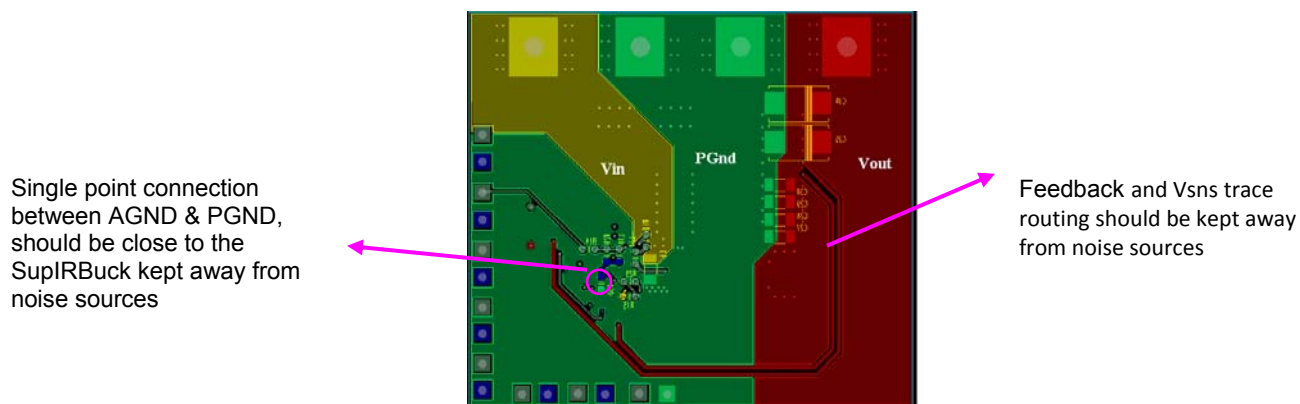 Single point connection
between AGND & PGND,
should be close to the
SupIRBuck kept away from
noise sources
Vin
PGnd
Vout
Feedback and Vsns trace
routing should be kept away
from noise sources